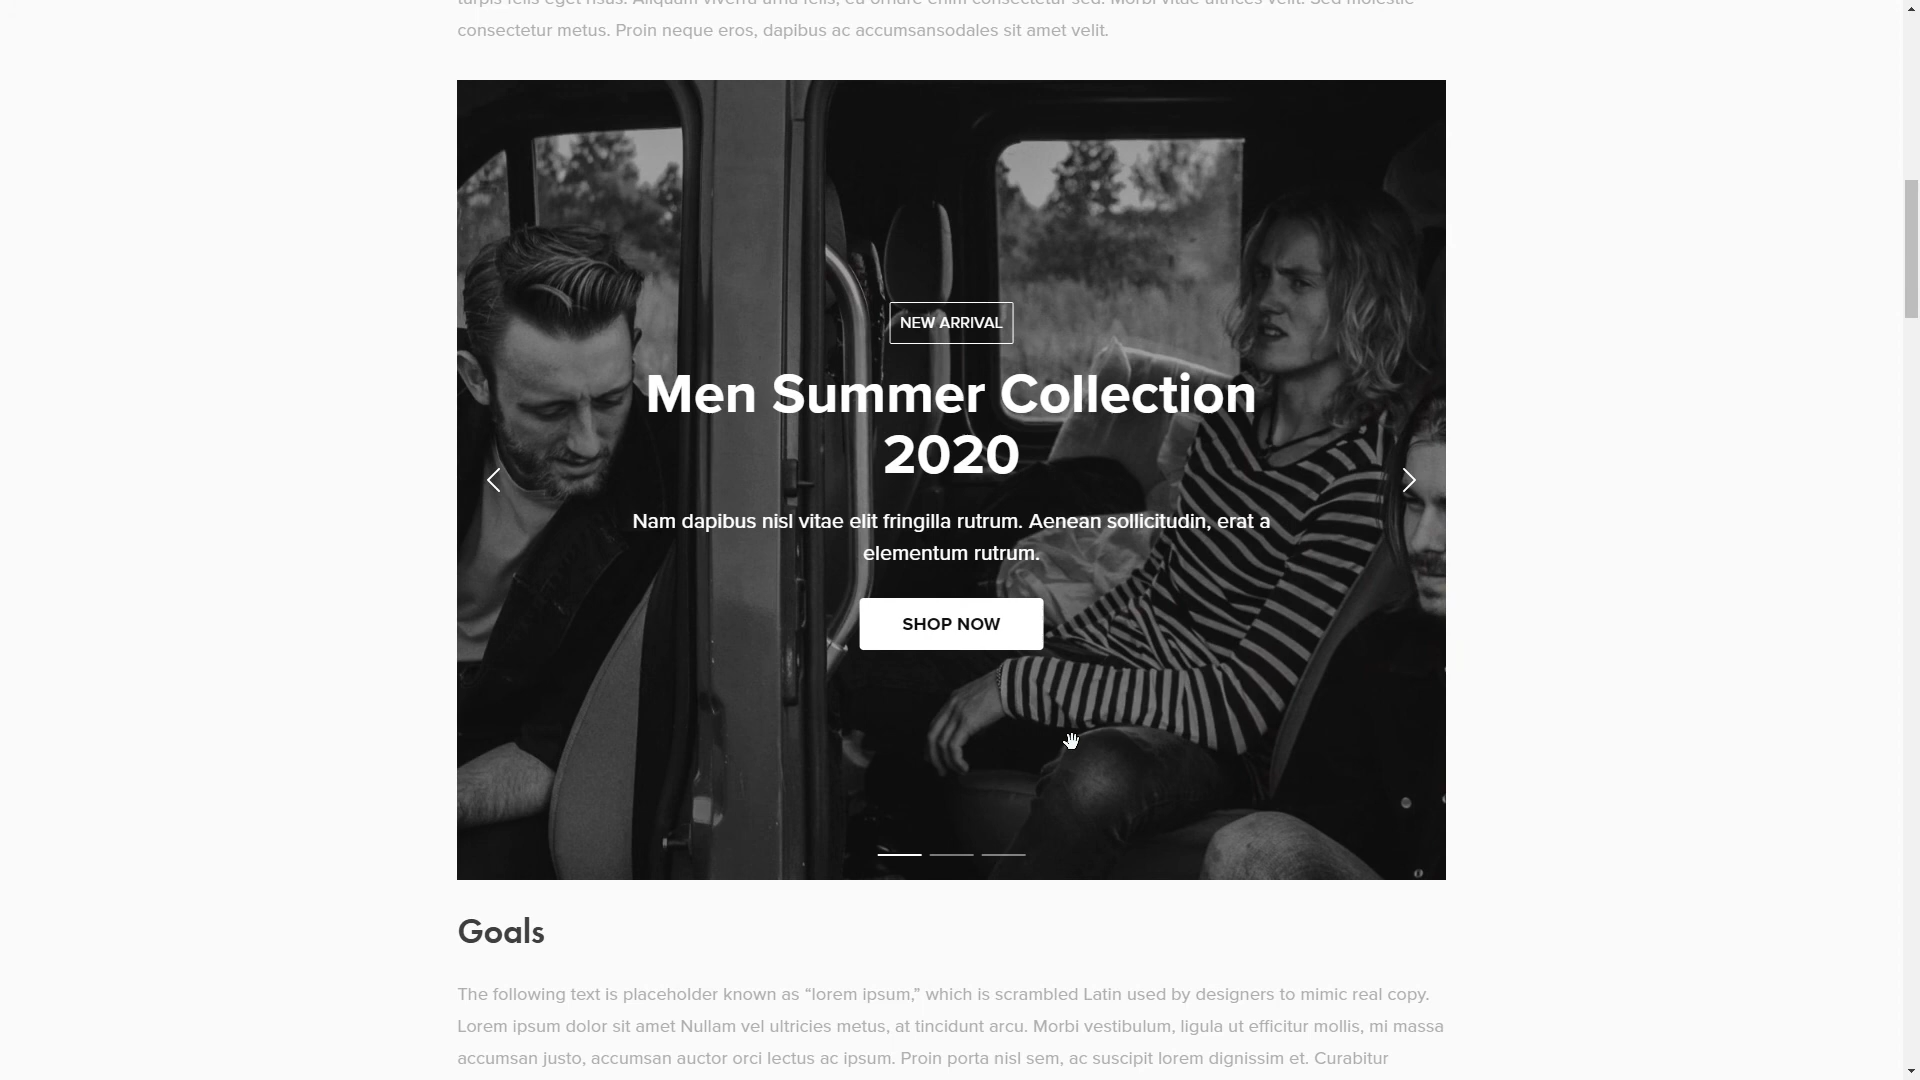 consectetur metus. Proin neque eros, dapibus ac accumsansodales sit amet velit.
NEW ARRIVAL
Men Summer Collection
2020
Nam dapibus nisl vitae elit fringilla rutrum. Aenean sollicitudin, erat a
elementum rutrum.
SHOP NOW
Goals
The following text is placeholder known as “lorem ipsum,” which is scrambled Latin used by designers to mimic real copy.
Lorem ipsum dolor sit amet Nullam vel ultricies metus, at tincidunt arcu. Morbi vestibulum, ligula ut efficitur mollis, mi massa
accumsan justo, accumsan auctor orci lectus ac ipsum. Proin porta nisl sem, ac suscipit lorem dignissim et. Curabitur